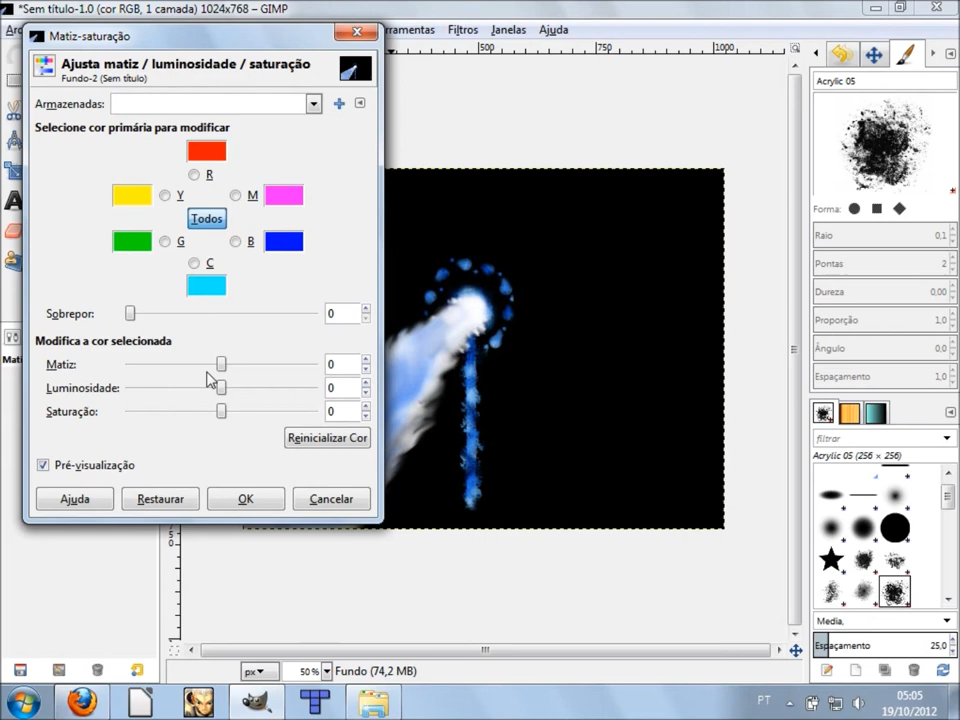 *Sem título-1.0 (cor RGB, 1 camada) 1024x768 – GIMP
rramentas Filtros Janelas Ajuda
Matiz-saturação
Ajusta matiz / luminosidade / saturação
Fundo-2 (Sem título)
Armazenadas:
Selecione cor primária para modificar
R
Y
M
Todos
G
B
C
Sobrepor: 0
Modifica a cor selecionada
Matiz: 0
Luminosidade: 0
Saturação: 0
Reinicializar Cor
Pré-visualização
Ajuda
Restaurar
OK
Cancelar
500
750
1000
Acrylic 05
Forma:
Raio 0,1
Pontas 2
Dureza 0,00
Proporção 1,0
Ângulo 0,0
Espaçamento 1,0
filtrar
Acrylic 05 (256 × 256)
Media,
Espaçamento 25,0
px
50%
Fundo (74,2 MB)
PT
05:05
19/10/2012